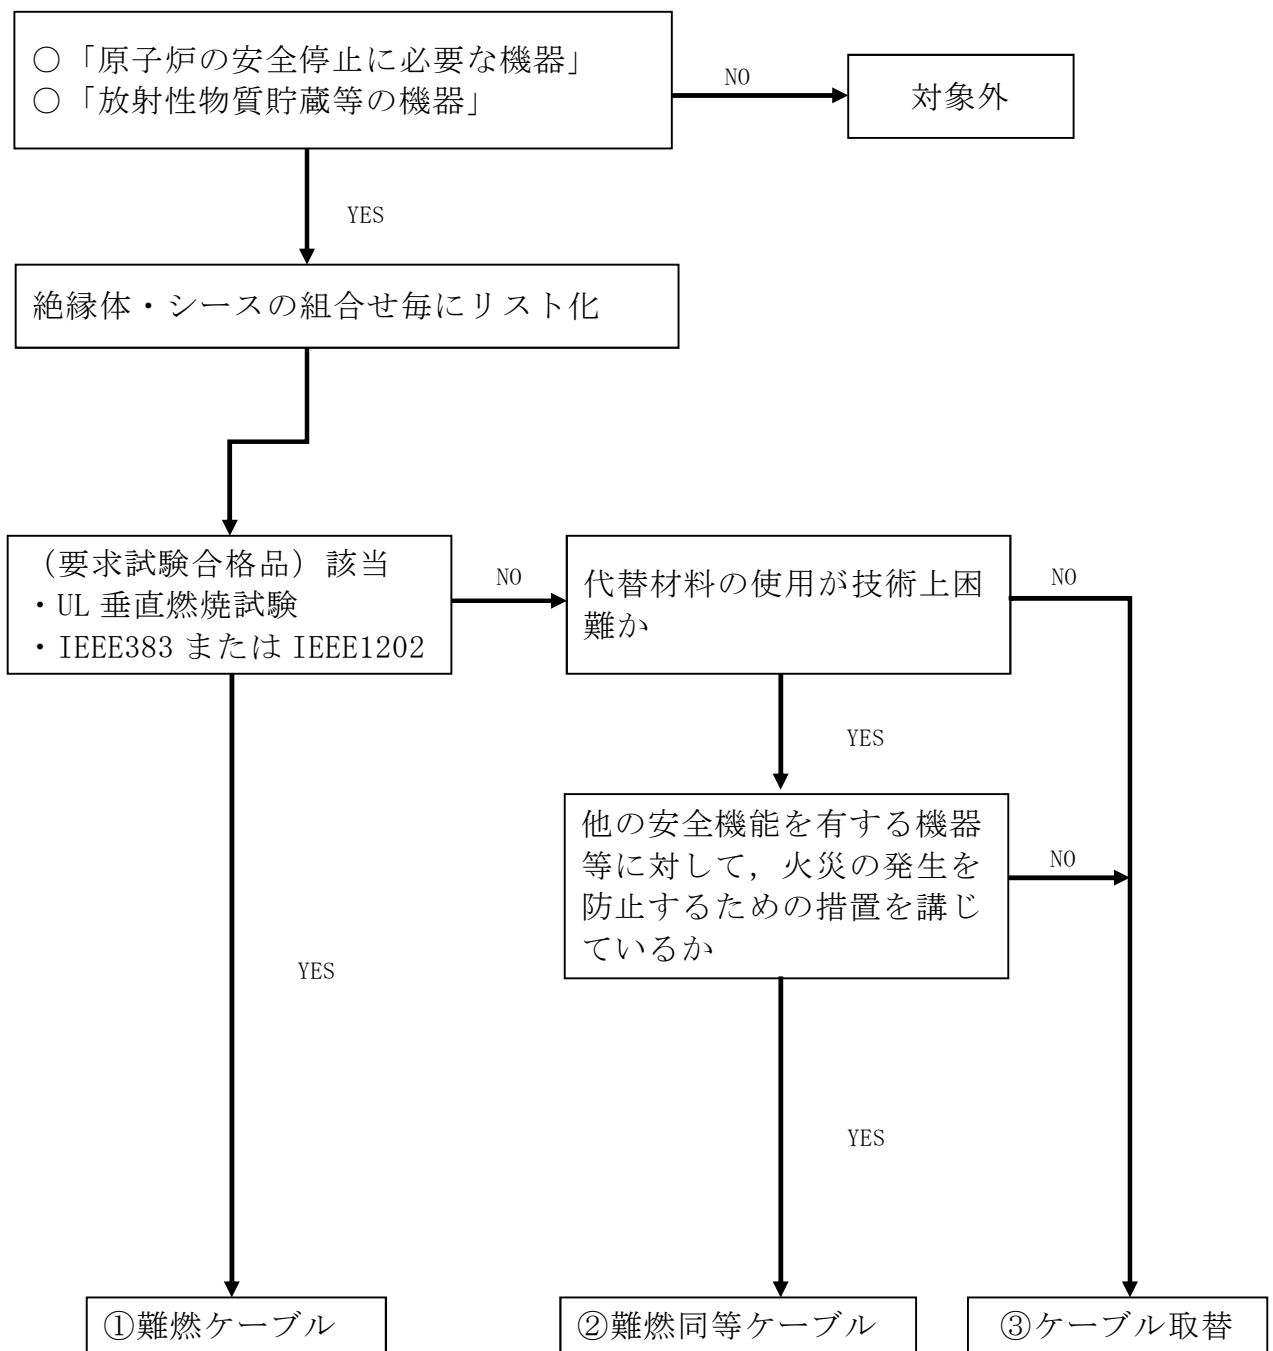 ○「原子炉の安全停止に必要な機器」
○「放射性物質貯蔵等の機器」
NO
対象外
YES
絶縁体・シースの組合せ毎にリスト化
（要求試験合格品）該当
・UL 垂直燃焼試験
・IEEE383 または IEEE1202
NO
代替材料の使用が技術上困
難か
NO
YES
他の安全機能を有する機器
等に対して，火災の発生を
防止するための措置を講じ
ているか
NO
YES
YES
①難燃ケーブル
②難燃同等ケーブル
③ケーブル取替